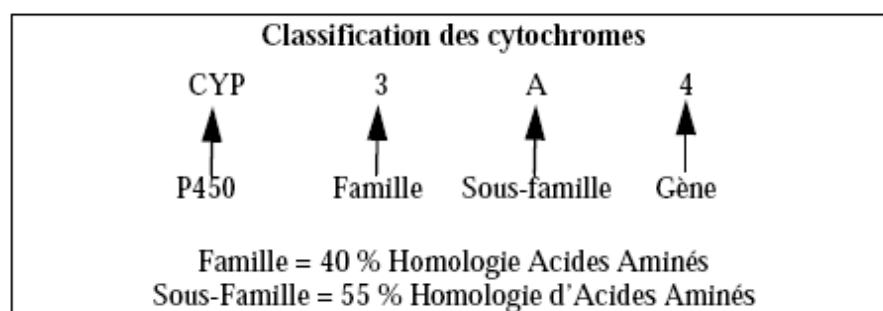 Classification des cytochromes
CYP 3 A 4
P450 Famille Sous-famille Gène
Famille = 40 % Homologie Acides Aminés
Sous-Famille = 55 % Homologie d'Acides Aminés